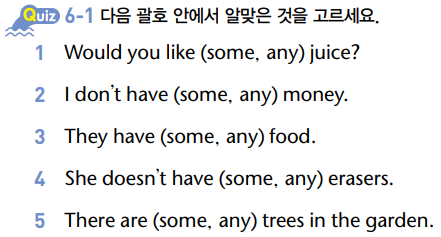 Quiz 6-1 다음 괄호 안에서 알맞은 것을 고르세요.
1 Would you like (some, any) juice?
2 I don't have (some, any) money.
3 They have (some, any) food.
4 She doesn't have (some, any) erasers.
5 There are (some, any) trees in the garden.